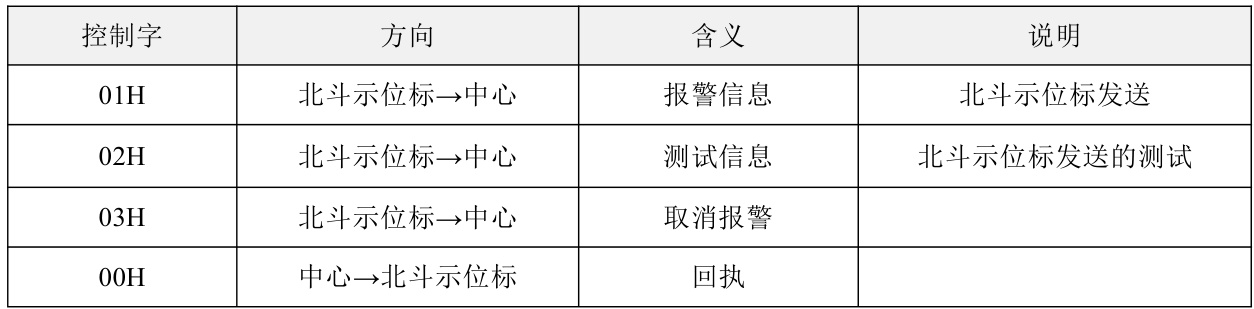 控制字 方向 含义 说明
01H 北斗示位标→中心 报警信息 北斗示位标发送
02H 北斗示位标→中心 测试信息 北斗示位标发送的测试
03H 北斗示位标→中心 取消报警
00H 中心→北斗示位标 回执